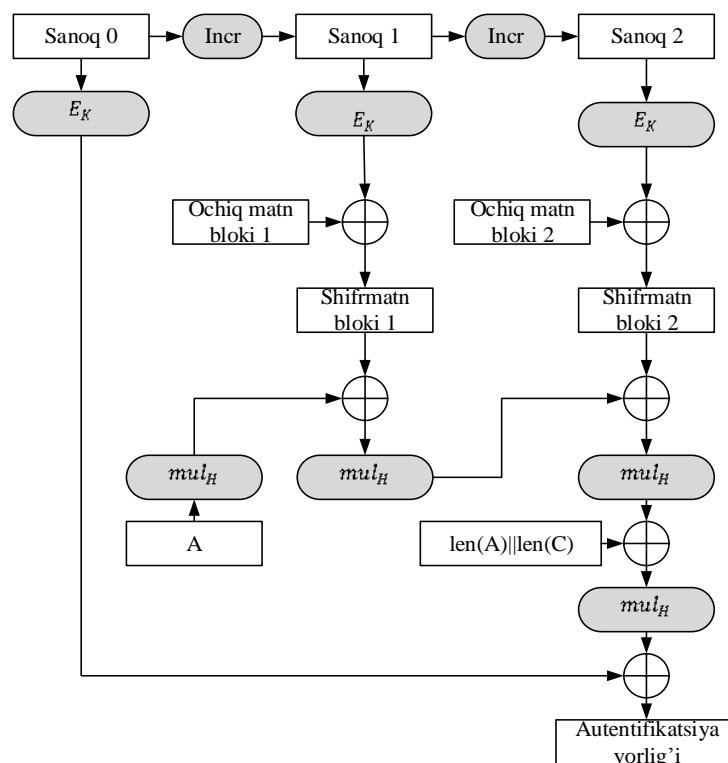 Sanoq 0
Incr
Sanoq 1
Incr
Sanoq 2
E_K
E_K
E_K
Ochiq matn
bloki 1
Ochiq matn
bloki 2
Shifrmatn
bloki 1
Shifrmatn
bloki 2
mul_H
mul_H
mul_H
A
len(A)||len(C)
mul_H
Autentifikatsiya
yorlig’i